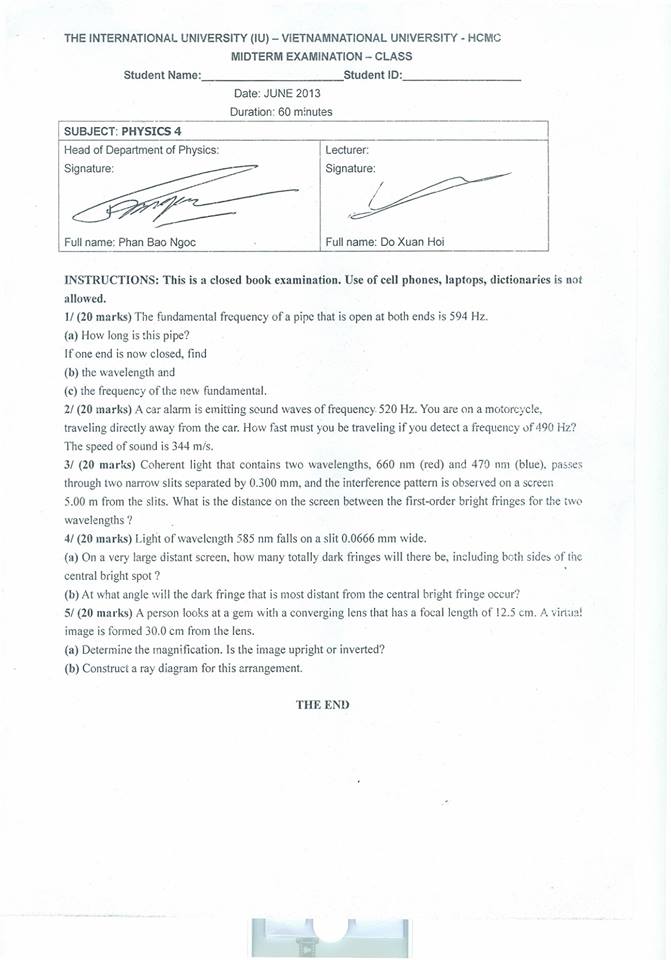 THE INTERNATIONAL UNIVERSITY (IU) – VIETNAMNATIONAL UNIVERSITY - HCMC
MIDTERM EXAMINATION – CLASS
Student Name:______________________Student ID:__________________
Date: JUNE 2013
Duration: 60 minutes
SUBJECT: PHYSICS 4
Head of Department of Physics:
Signature:
Full name: Phan Bao Ngoc
Lecturer:
Signature:
Full name: Do Xuan Hoi
INSTRUCTIONS: This is a closed book examination. Use of cell phones, laptops, dictionaries is not
allowed.
1/ (20 marks) The fundamental frequency of a pipe that is open at both ends is 594 Hz.
(a) How long is this pipe?
If one end is now closed, find
(b) the wavelength and
(c) the frequency of the new fundamental.
2/ (20 marks) A car alarm is emitting sound waves of frequency 520 Hz. You are on a motorcycle,
traveling directly away from the car. How fast must you be traveling if you detect a frequency of 490 Hz?
The speed of sound is 344 m/s.
3/ (20 marks) Coherent light that contains two wavelengths, 660 nm (red) and 470 nm (blue), passes
through two narrow slits separated by 0.300 mm, and the interference pattern is observed on a screen
5.00 m from the slits. What is the distance on the screen between the first-order bright fringes for the two
wavelengths ?
4/ (20 marks) Light of wavelength 585 nm falls on a slit 0.0666 mm wide.
(a) On a very large distant screen, how many totally dark fringes will there be, including both sides of the
central bright spot ?
(b) At what angle will the dark fringe that is most distant from the central bright fringe occur?
5/ (20 marks) A person looks at a gem with a converging lens that has a focal length of 12.5 cm. A virtual
image is formed 30.0 cm from the lens.
(a) Determine the magnification. Is the image upright or inverted?
(b) Construct a ray diagram for this arrangement.
THE END